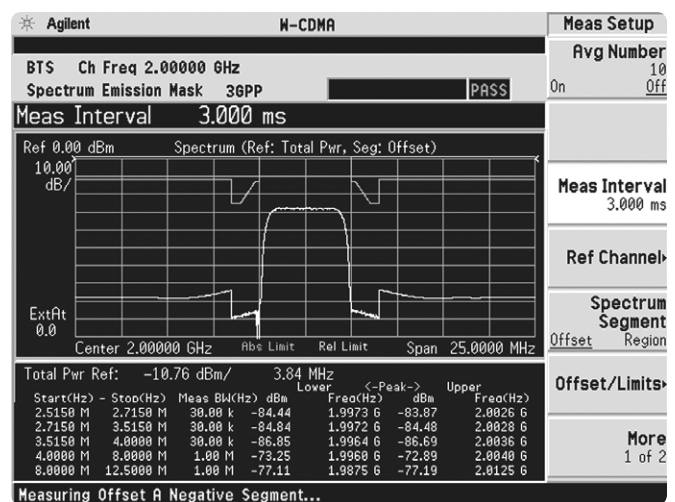 Agilent W-CDMA Meas Setup
BTS Ch Freq 2.00000 GHz
Spectrum Emission Mask 3GPP PASS
Meas Interval 3.000 ms
Ref 0.00 dBm Spectrum (Ref: Total Pwr, Seg: Offset)
10.00
dB/
ExtAt
0.0
Center 2.00000 GHz Abs Limit Rel Limit Span 25.0000 MHz
Total Pwr Ref: -10.76 dBm/ 3.84 MHz
Lower <-Peak-> Upper
Start(Hz) - Stop(Hz) Meas BW(Hz) dBm Freq(Hz) dBm Freq(Hz)
2.5150 M 2.7150 M 30.00 k -84.44 1.9973 G -83.87 2.0026 G
2.7150 M 3.5150 M 30.00 k -84.84 1.9972 G -84.48 2.0028 G
3.5150 M 4.0000 M 30.00 k -86.85 1.9964 G -86.69 2.0036 G
4.0000 M 8.0000 M 1.00 M -73.25 1.9960 G -72.89 2.0040 G
8.0000 M 12.5000 M 1.00 M -77.11 1.9875 G -77.19 2.0125 G
Measuring Offset A Negative Segment...
Avg Number
10
On Off
Meas Interval
3.000 ms
Ref Channel
Spectrum
Segment
Offset Region
Offset/Limits
More
1 of 2